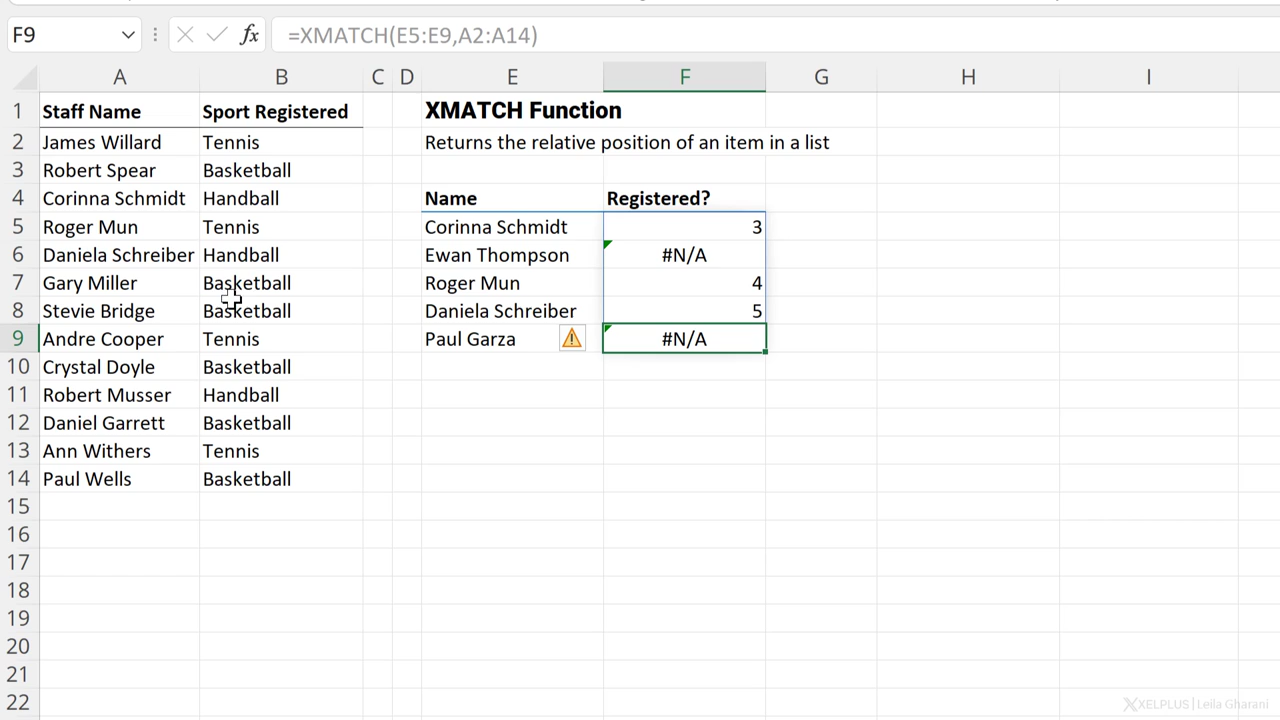 F9 fx =XMATCH(E5:E9,A2:A14)
A B C D E F G H I
1 Staff Name Sport Registered XMATCH Function
2 James Willard Tennis Returns the relative position of an item in a list
3 Robert Spear Basketball
4 Corinna Schmidt Handball Name Registered?
5 Roger Mun Tennis Corinna Schmidt 3
6 Daniela Schreiber Handball Ewan Thompson #N/A
7 Gary Miller Basketball Roger Mun 4
8 Stevie Bridge Basketball Daniela Schreiber 5
9 Andre Cooper Tennis Paul Garza #N/A
10 Crystal Doyle Basketball
11 Robert Musser Handball
12 Daniel Garrett Basketball
13 Ann Withers Tennis
14 Paul Wells Basketball
15
16
17
18
19
20
21
22
XELPLUS | Leila Gharani